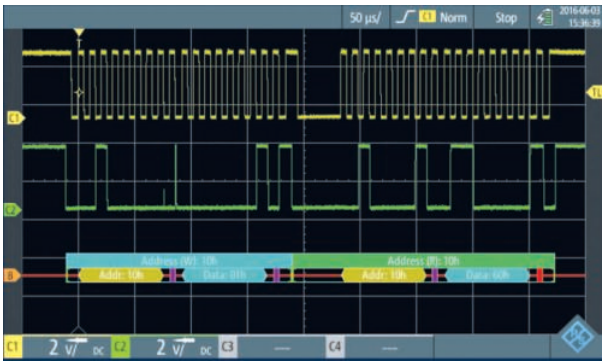 50 µs/ C1 Norm Stop 2016-06-03
15:36:39
T
C1
TL
C2
Address (W): 10h Address (R): 10h
B Addr: 10h Data: 01h Addr: 10h Data: 60h
C1 2 V/ DC C2 2 V/ DC C3 --- C4 ---